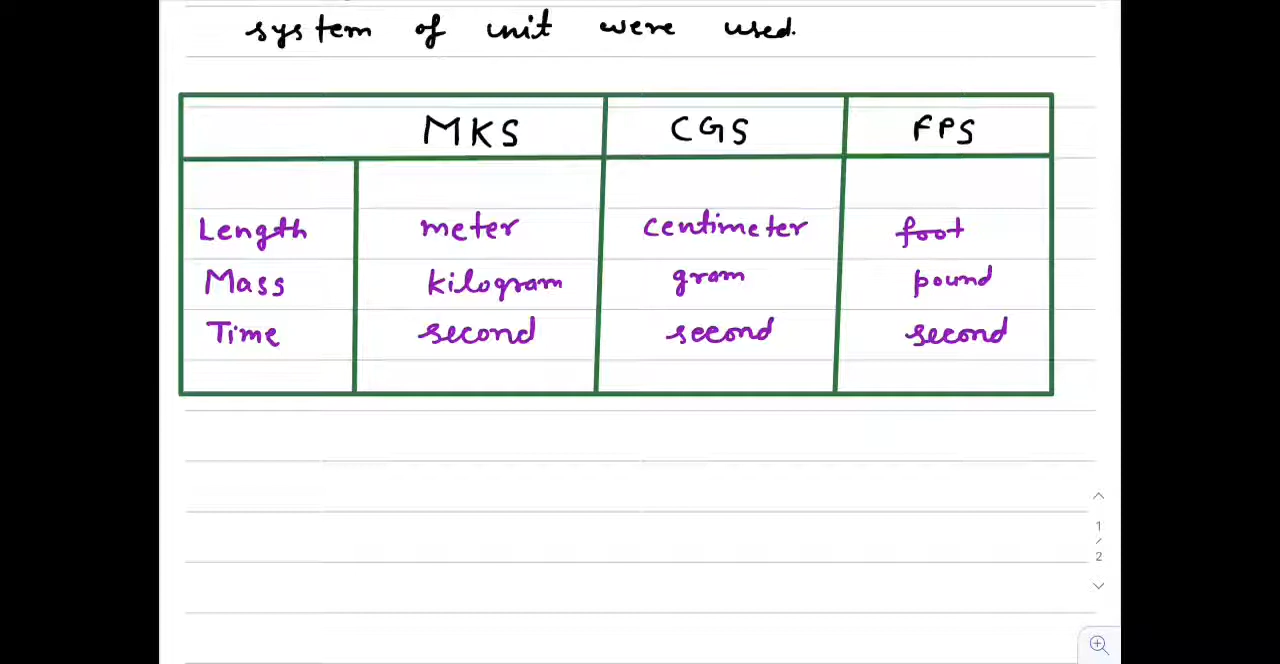 system of unit were used.
MKS CGS FPS
Length meter centimeter foot
Mass kilogram gram pound
Time second second second
1
/
2